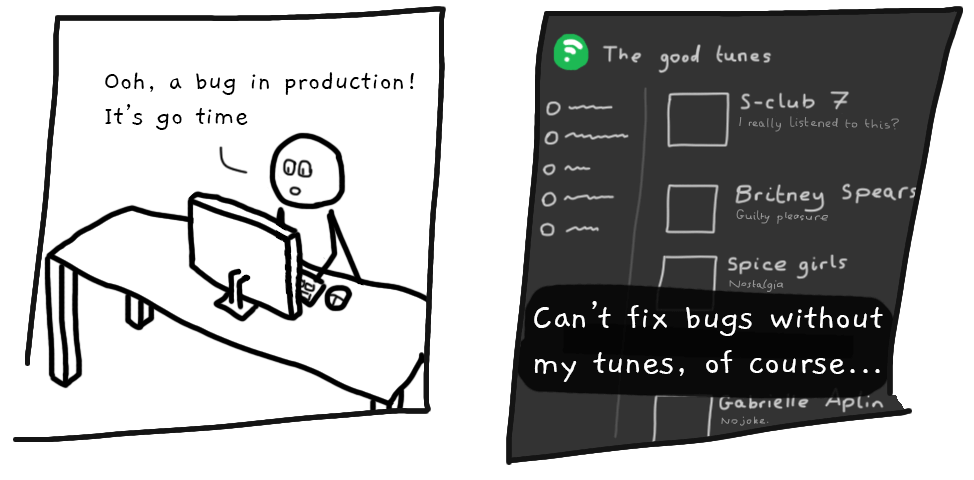 Ooh, a bug in production!
It's go time
The good tunes
S-club 7
I really listened to this?
Britney Spears
Guilty pleasure
Spice girls
Nostalgia
Can't fix bugs without
my tunes, of course...
Gabrielle Aplin
No joke.